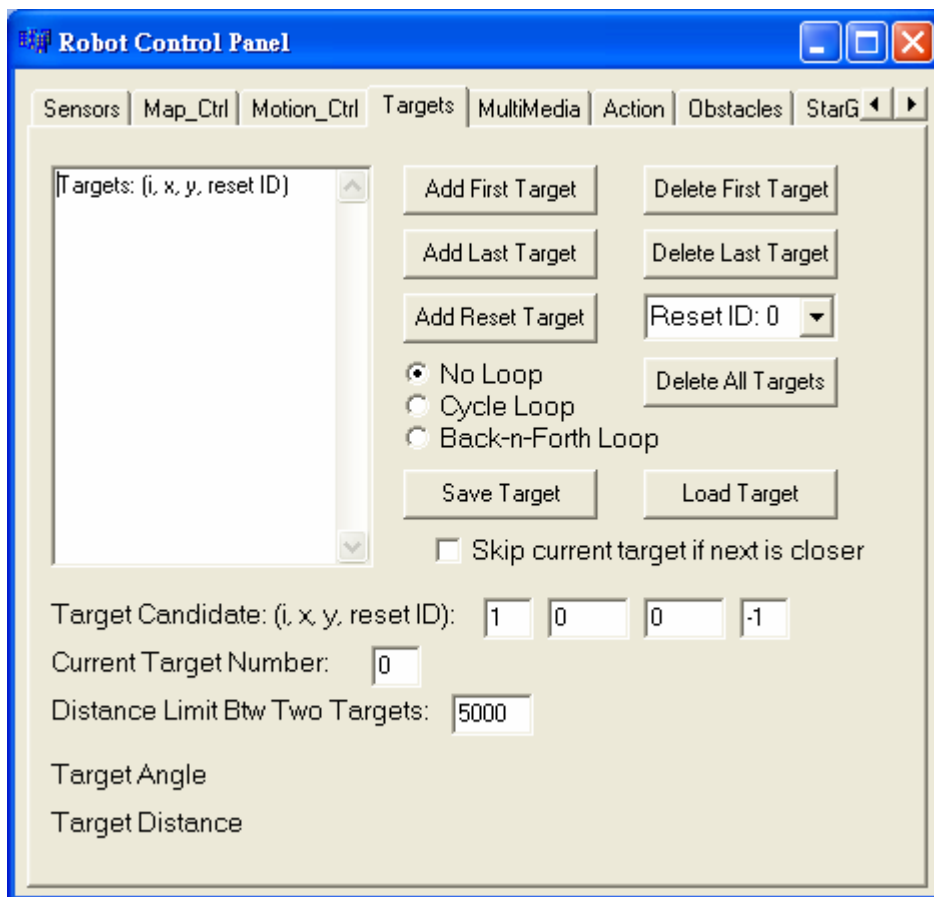 Robot Control Panel
Sensors Map_Ctrl Motion_Ctrl Targets MultiMedia Action Obstacles StarG
Targets: (i, x, y, reset ID)
Add First Target Delete First Target
Add Last Target Delete Last Target
Add Reset Target Reset ID: 0
No Loop
Delete All Targets
Cycle Loop
Back-n-Forth Loop
Save Target Load Target
Skip current target if next is closer
Target Candidate: (i, x, y, reset ID): 1 0 0 -1
Current Target Number: 0
Distance Limit Btw Two Targets: 5000
Target Angle
Target Distance